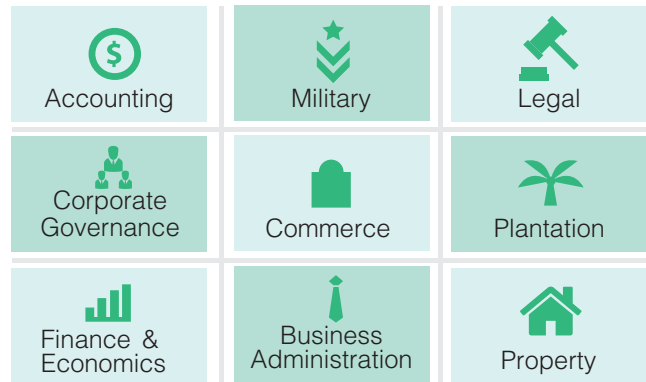 $
Accounting
Military
Legal
Corporate
Governance
Commerce
Plantation
Finance &
Economics
Business
Administration
Property